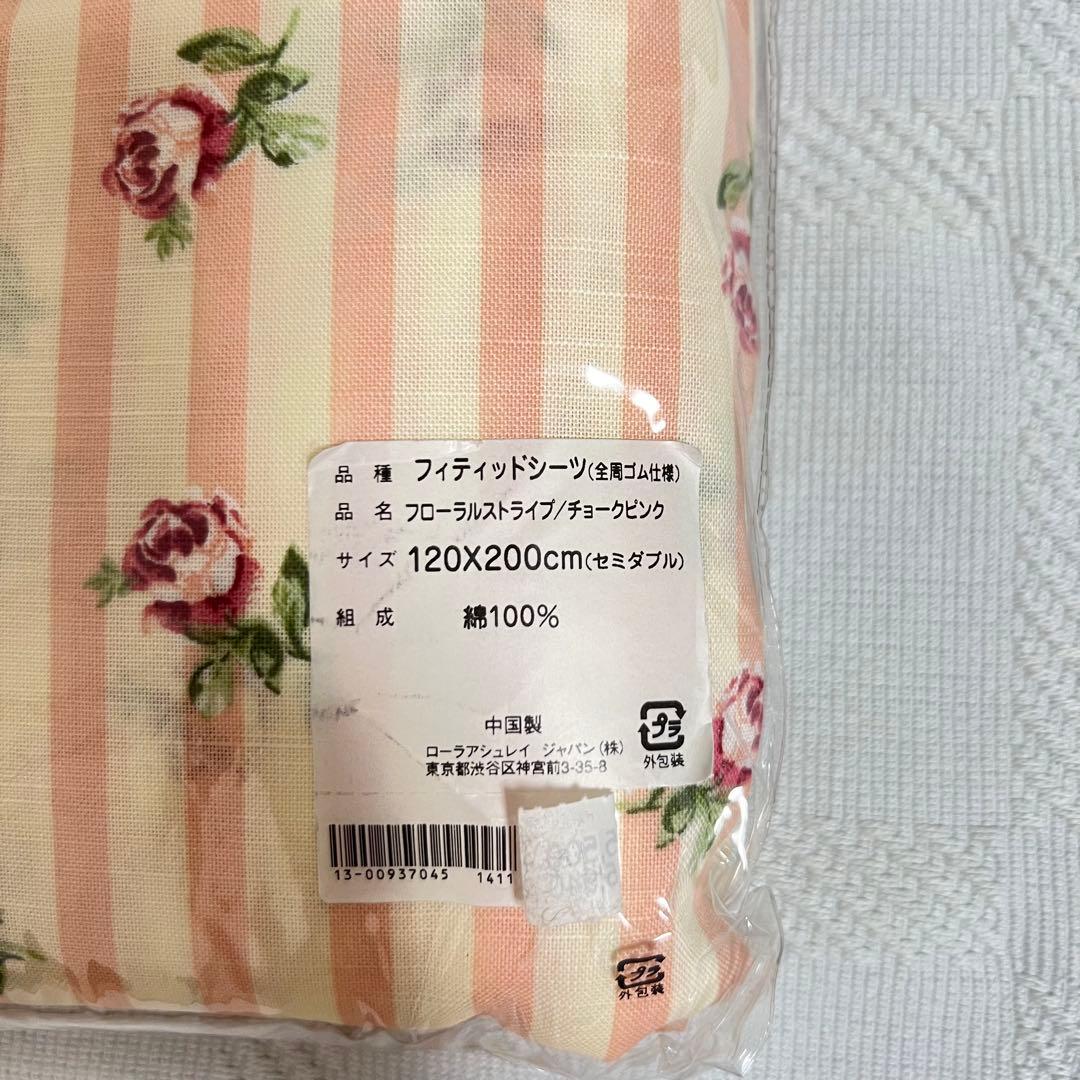 品 種 フィティッドシーツ(全周ゴム仕様)
品 名 フローラルストライプ/チョークピンク
サイズ 120X200cm(セミダブル)
組 成 綿100%
中国製
ローラアシュレイ ジャパン(株)
東京都渋谷区神宮前3-35-8
プラ
外包装
13-00937045 1411
プラ
外包装